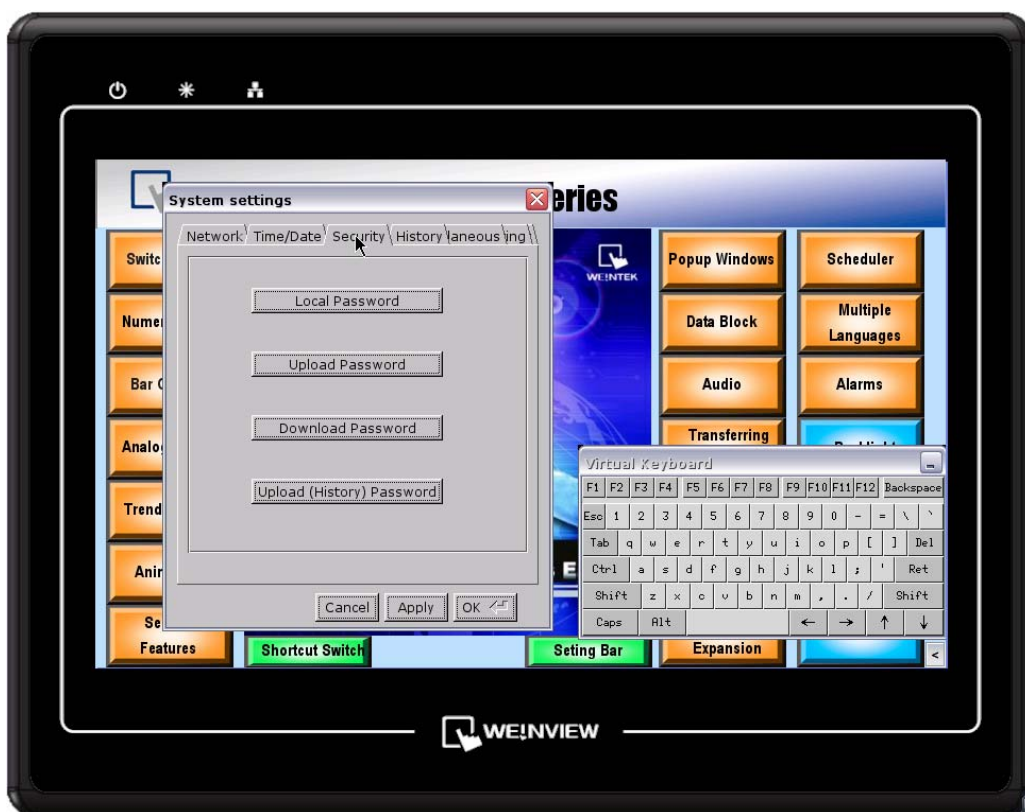 eries
System settings
Network Time/Date Security History laneous ing
Local Password
Upload Password
Download Password
Upload (History) Password
Cancel Apply OK
Switc
Numer
Bar
Analo
Trend
Anir
Se
Features
WE!NTEK
Popup Windows
Scheduler
Data Block
Multiple
Languages
Audio
Alarms
Transferring
Virtual Keyboard
F1 F2 F3 F4 F5 F6 F7 F8 F9 F10 F11 F12 Backspace
Esc 1 2 3 4 5 6 7 8 9 0 - = \ `
Tab q w e r t y u i o p [ ] Del
Ctrl a s d f g h j k l ; ' Ret
Shift z x c v b n m , . / Shift
Caps Alt ← → ↑ ↓
Shortcut Switch
Seting Bar
Expansion
<
WE!NVIEW